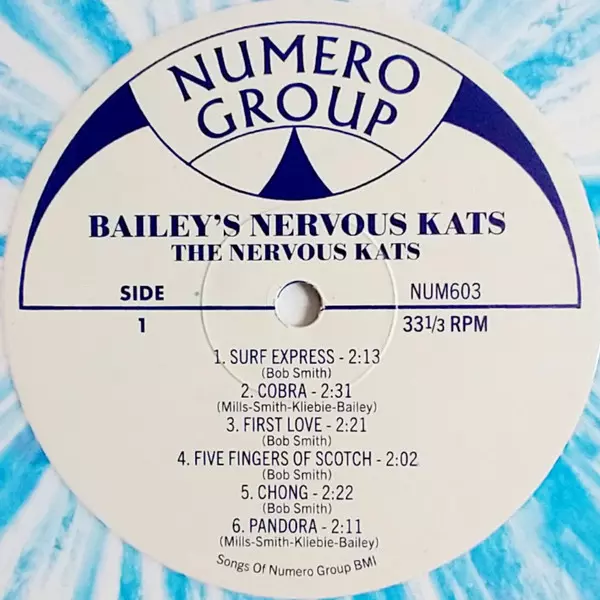 NUMERO
GROUP
BAILEY'S NERVOUS KATS
THE NERVOUS KATS
SIDE
1
NUM603
331/3 RPM
1. SURF EXPRESS - 2:13
(Bob Smith)
2. COBRA - 2:31
(Mills-Smith-Kliebie-Bailey)
3. FIRST LOVE - 2:21
(Bob Smith)
4. FIVE FINGERS OF SCOTCH - 2:02
(Bob Smith)
5. CHONG - 2:22
(Bob Smith)
6. PANDORA - 2:11
(Mills-Smith-Kliebie-Bailey)
Songs Of Numero Group BMI